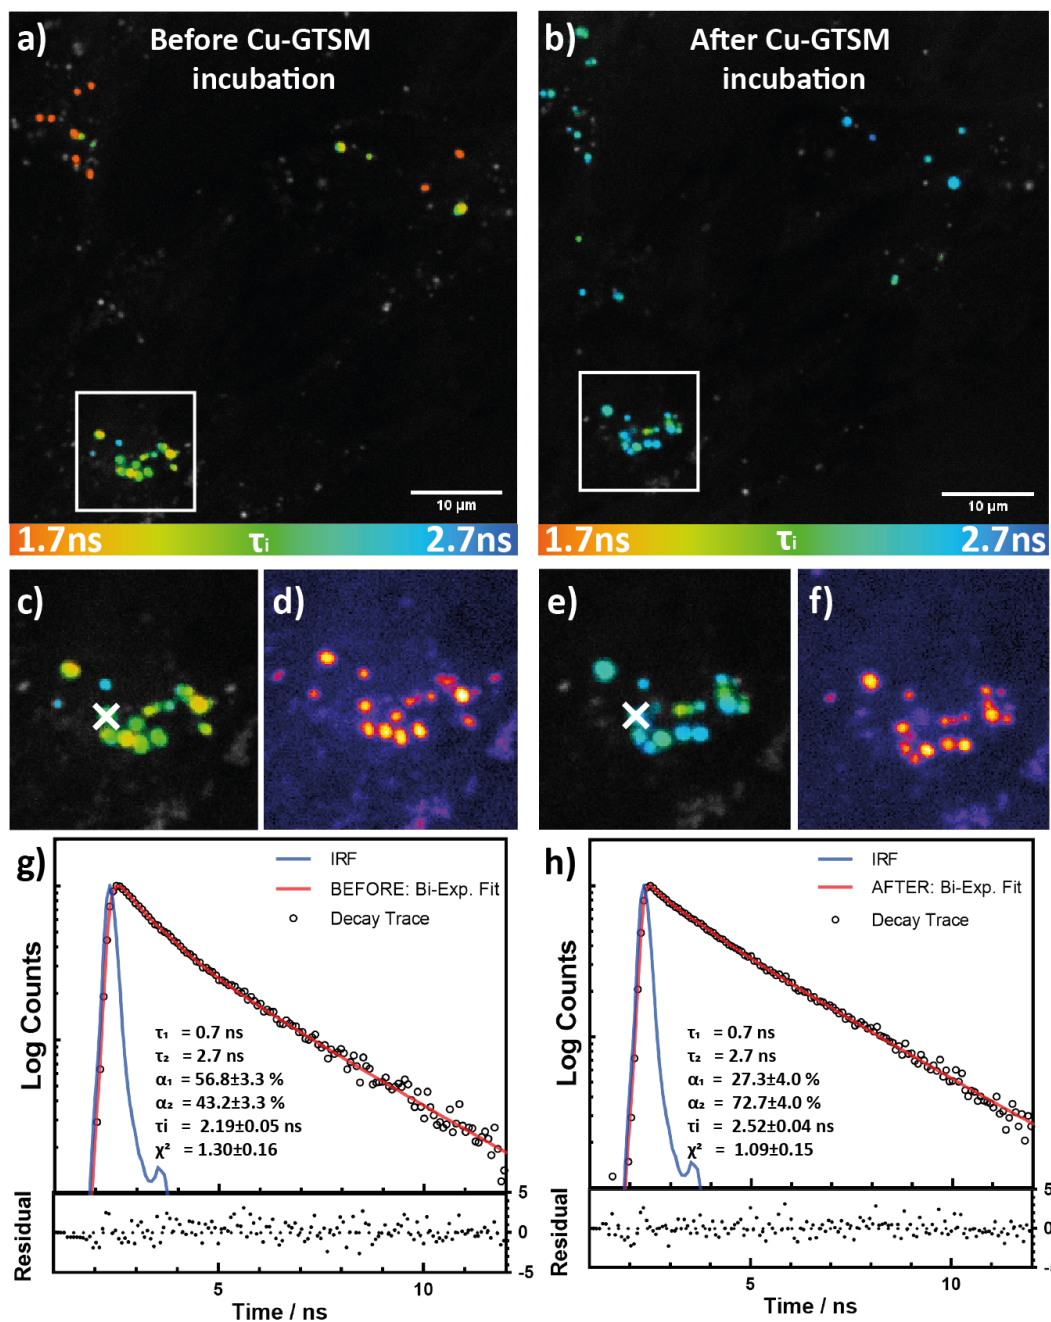 a)
Before Cu-GTSM
incubation
b)
After Cu-GTSM
incubation
10 µm
10 µm
1.7ns
τi
2.7ns
1.7ns
τi
2.7ns
c)
d)
e)
f)
g)
IRF
BEFORE: Bi-Exp. Fit
Decay Trace
Log Counts
τ₁ = 0.7 ns
τ₂ = 2.7 ns
α₁ = 56.8±3.3 %
α₂ = 43.2±3.3 %
τi = 2.19±0.05 ns
χ² = 1.30±0.16
Residual
5
0
-5
5
10
Time / ns
h)
IRF
AFTER: Bi-Exp. Fit
Decay Trace
Log Counts
τ₁ = 0.7 ns
τ₂ = 2.7 ns
α₁ = 27.3±4.0 %
α₂ = 72.7±4.0 %
τi = 2.52±0.04 ns
χ² = 1.09±0.15
Residual
5
0
-5
5
10
Time / ns